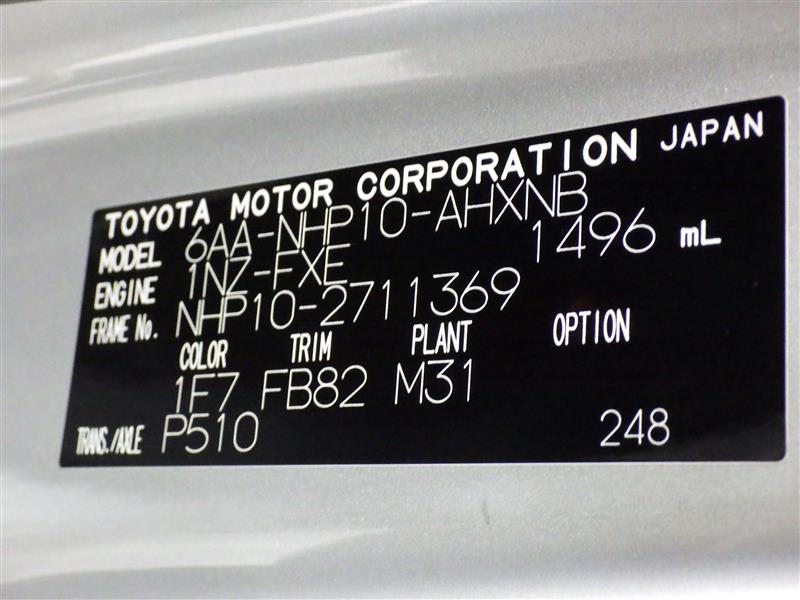 TOYOTA MOTOR CORPORATION JAPAN
MODEL 6AA-NHP10-AHXNB
ENGINE 1NZ-FXE 1496 mL
FRAME No. NHP10-2711369
COLOR TRIM PLANT OPTION
1F7 FB82 M31
TRANS./AXLE P510 248